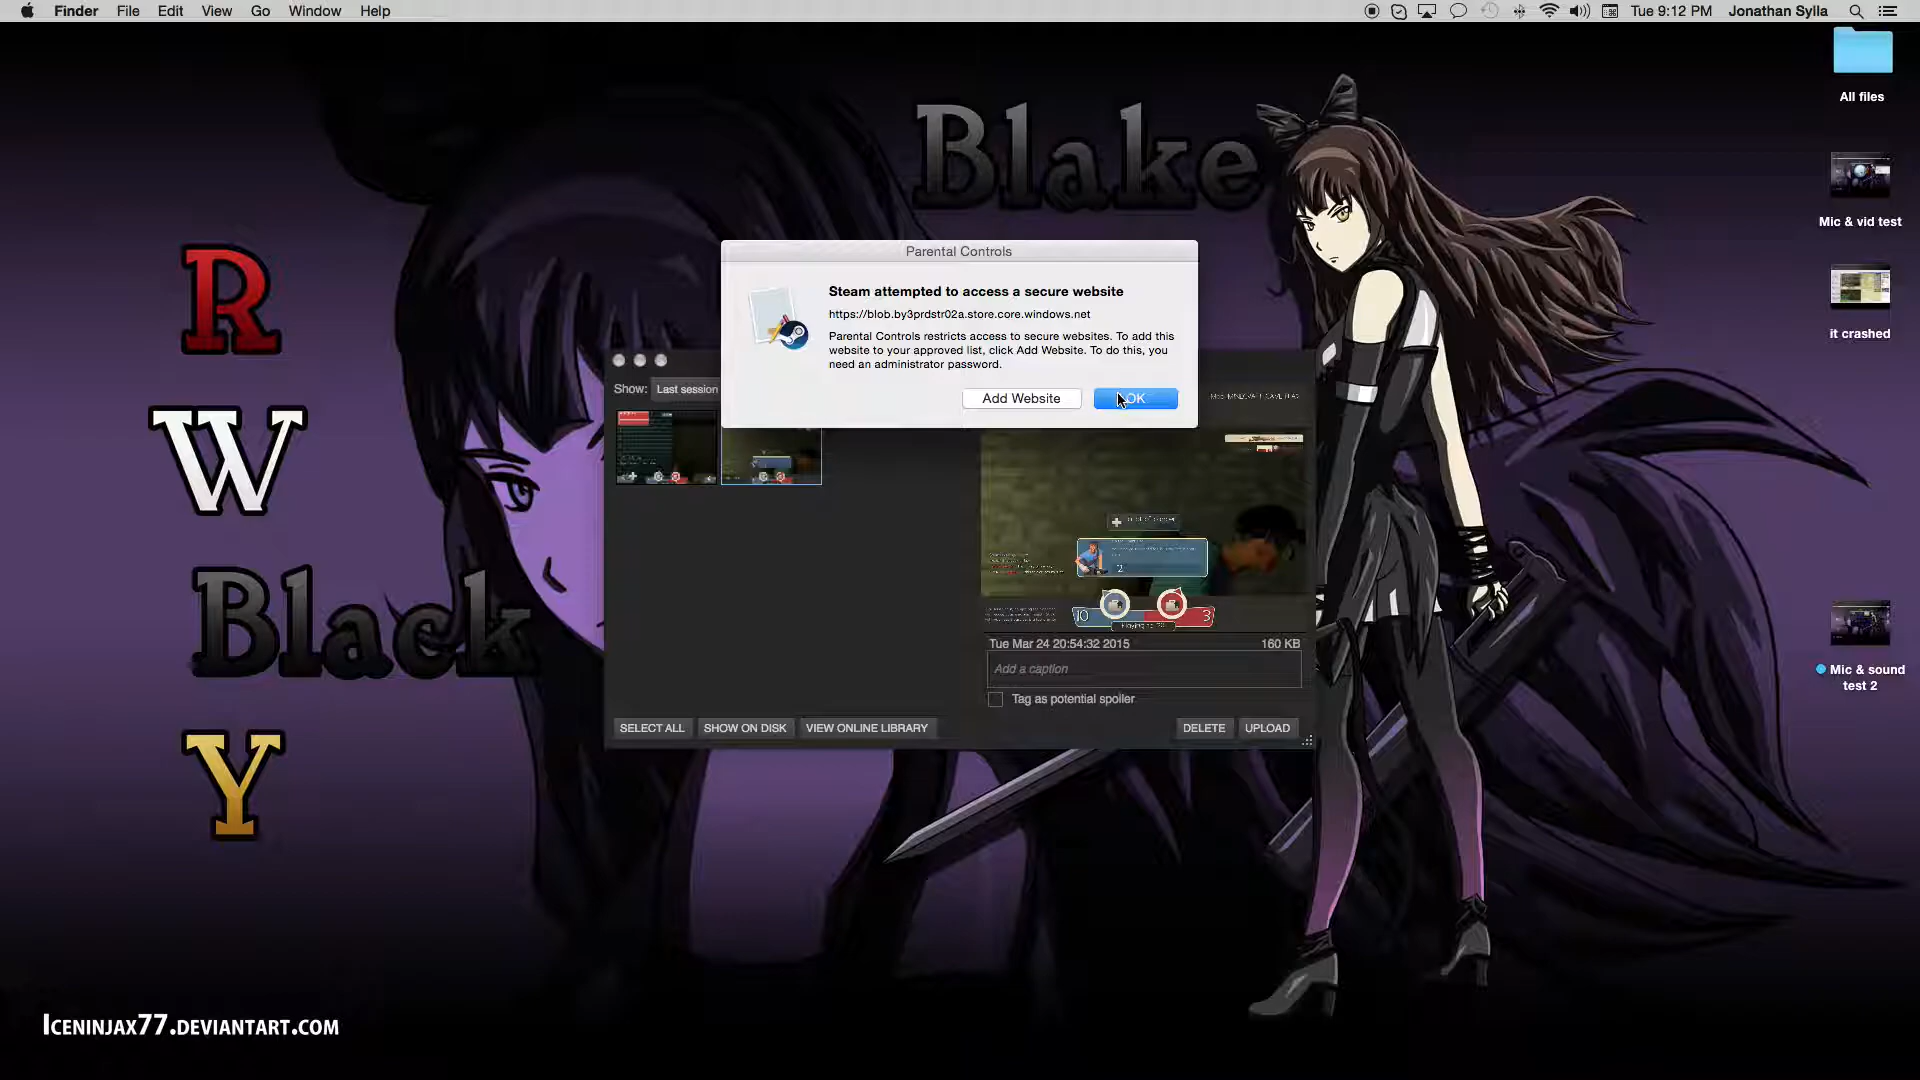 Finder File Edit View Go Window Help
Tue 9:12 PM Jonathan Sylla
All files
Blake
Mic & vid test
R
Parental Controls
Steam attempted to access a secure website
https://blob.by3prdstr02a.store.core.windows.net
Parental Controls restricts access to secure websites. To add this
website to your approved list, click Add Website. To do this, you
need an administrator password.
Add Website OK
it crashed
Show: Last session
W
10 2 3
Black
Tue Mar 24 20:54:32 2015 160 KB
Add a caption
Tag as potential spoiler
Mic & sound
test 2
SELECT ALL SHOW ON DISK VIEW ONLINE LIBRARY DELETE UPLOAD
Y
Iceninjax77.deviantart.com